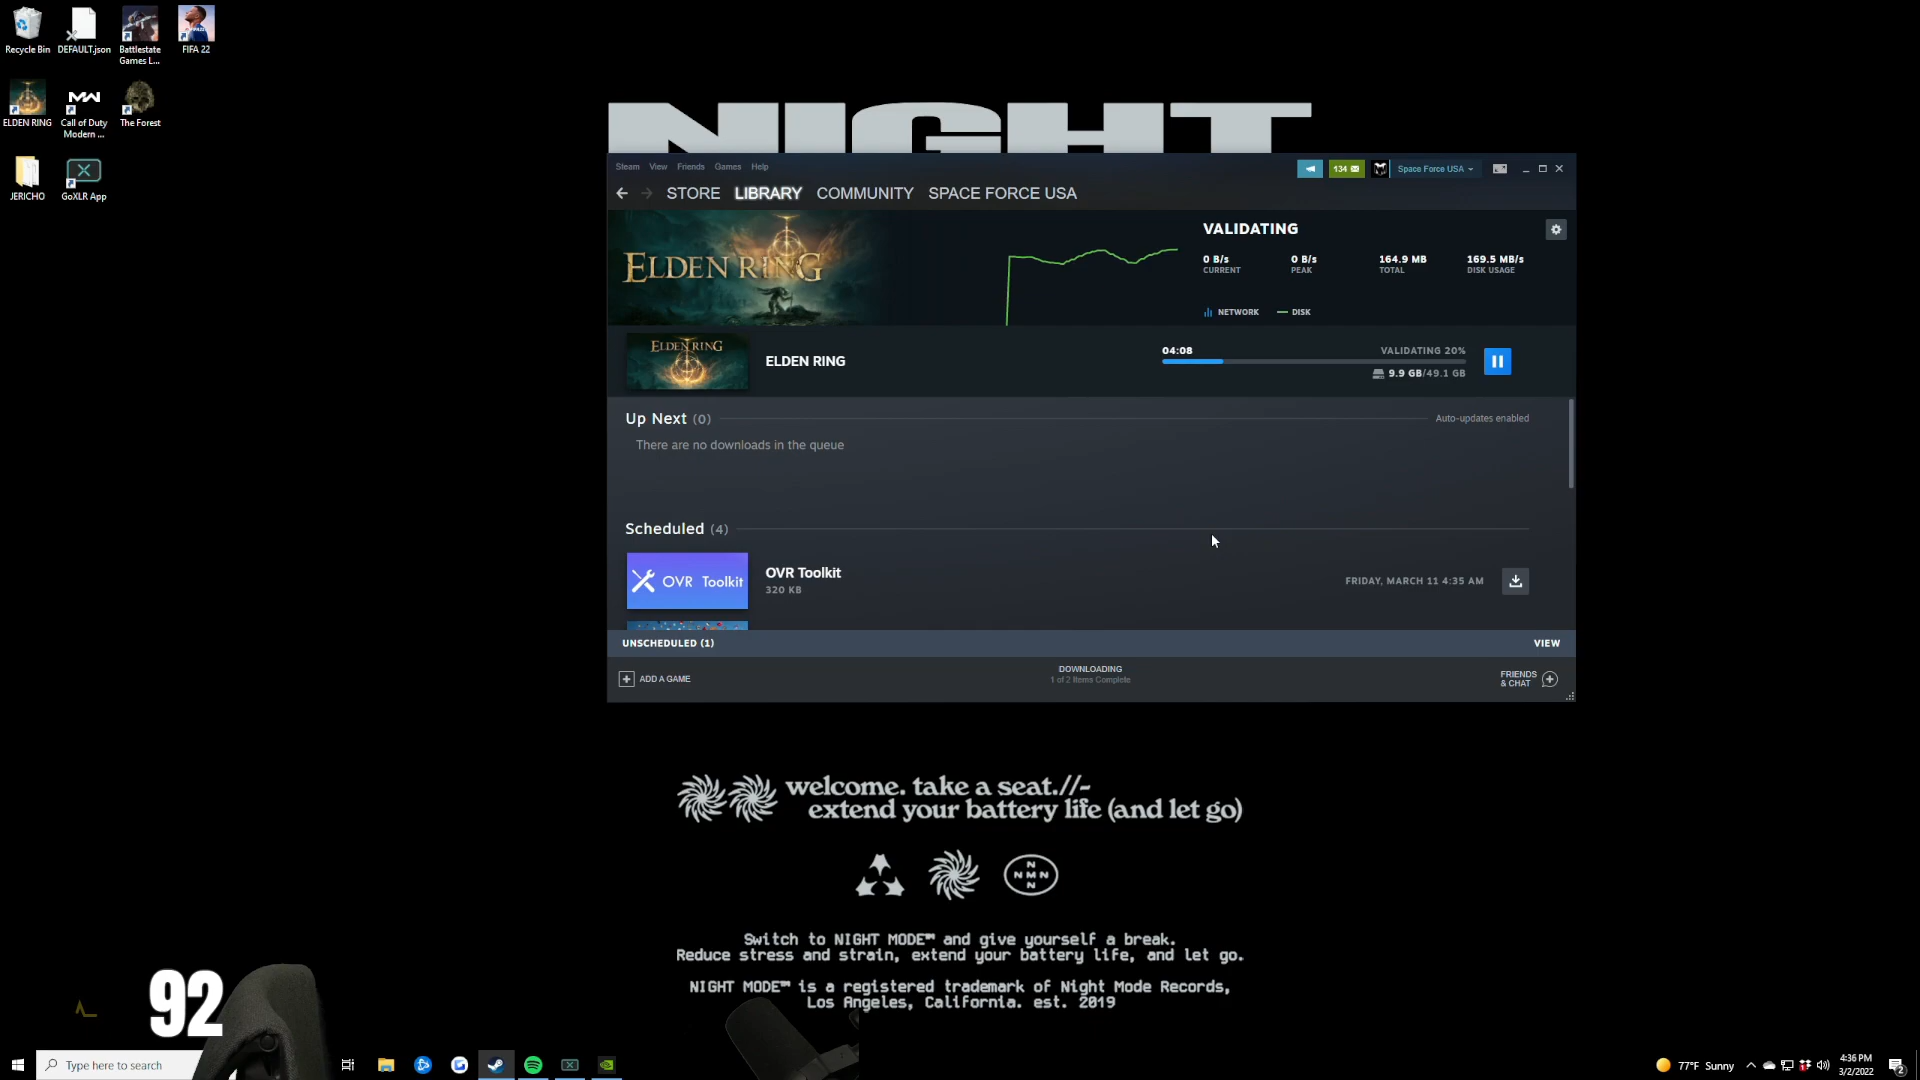 Recycle Bin
DEFAULT.json
Battlestate
Games L...
FIFA 22
ELDEN RING
Call of Duty
Modern ...
The Forest
JERICHO
GoXLR App
NIGHT
Steam View Friends Games Help
134
Space Force USA
STORE LIBRARY COMMUNITY SPACE FORCE USA
ELDEN RING
VALIDATING
0 B/s 0 B/s 164.9 MB 169.5 MB/s
CURRENT PEAK TOTAL DISK USAGE
NETWORK DISK
ELDEN RING
ELDEN RING
04:08 VALIDATING 20%
9.9 GB/49.1 GB
Up Next (0)
Auto-updates enabled
There are no downloads in the queue
Scheduled (4)
OVR Toolkit
OVR Toolkit
320 KB
FRIDAY, MARCH 11 4:35 AM
UNSCHEDULED (1)
VIEW
ADD A GAME
DOWNLOADING
1 of 2 Items Complete
FRIENDS
& CHAT
welcome. take a seat.//-
extend your battery life (and let go)
N
N M N
N
Switch to NIGHT MODE™ and give yourself a break.
Reduce stress and strain, extend your battery life, and let go.
NIGHT MODE™ is a registered trademark of Night Mode Records,
Los Angeles, California. est. 2019
92
Type here to search
77°F Sunny
4:36 PM
3/2/2022
2